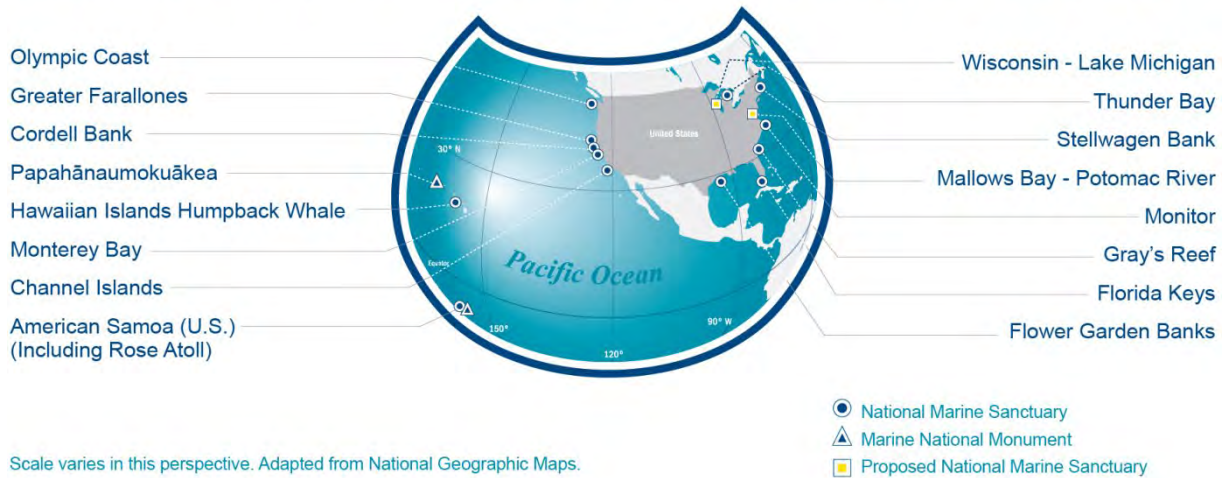 Olympic Coast
Greater Farallones
Cordell Bank
Papahānaumokuākea
Hawaiian Islands Humpback Whale
Monterey Bay
Channel Islands
American Samoa (U.S.)
(Including Rose Atoll)
United States
30° N
Equator
Pacific Ocean
150°
120°
90° W
Wisconsin - Lake Michigan
Thunder Bay
Stellwagen Bank
Mallows Bay - Potomac River
Monitor
Gray's Reef
Florida Keys
Flower Garden Banks
National Marine Sanctuary
Marine National Monument
Proposed National Marine Sanctuary
Scale varies in this perspective. Adapted from National Geographic Maps.